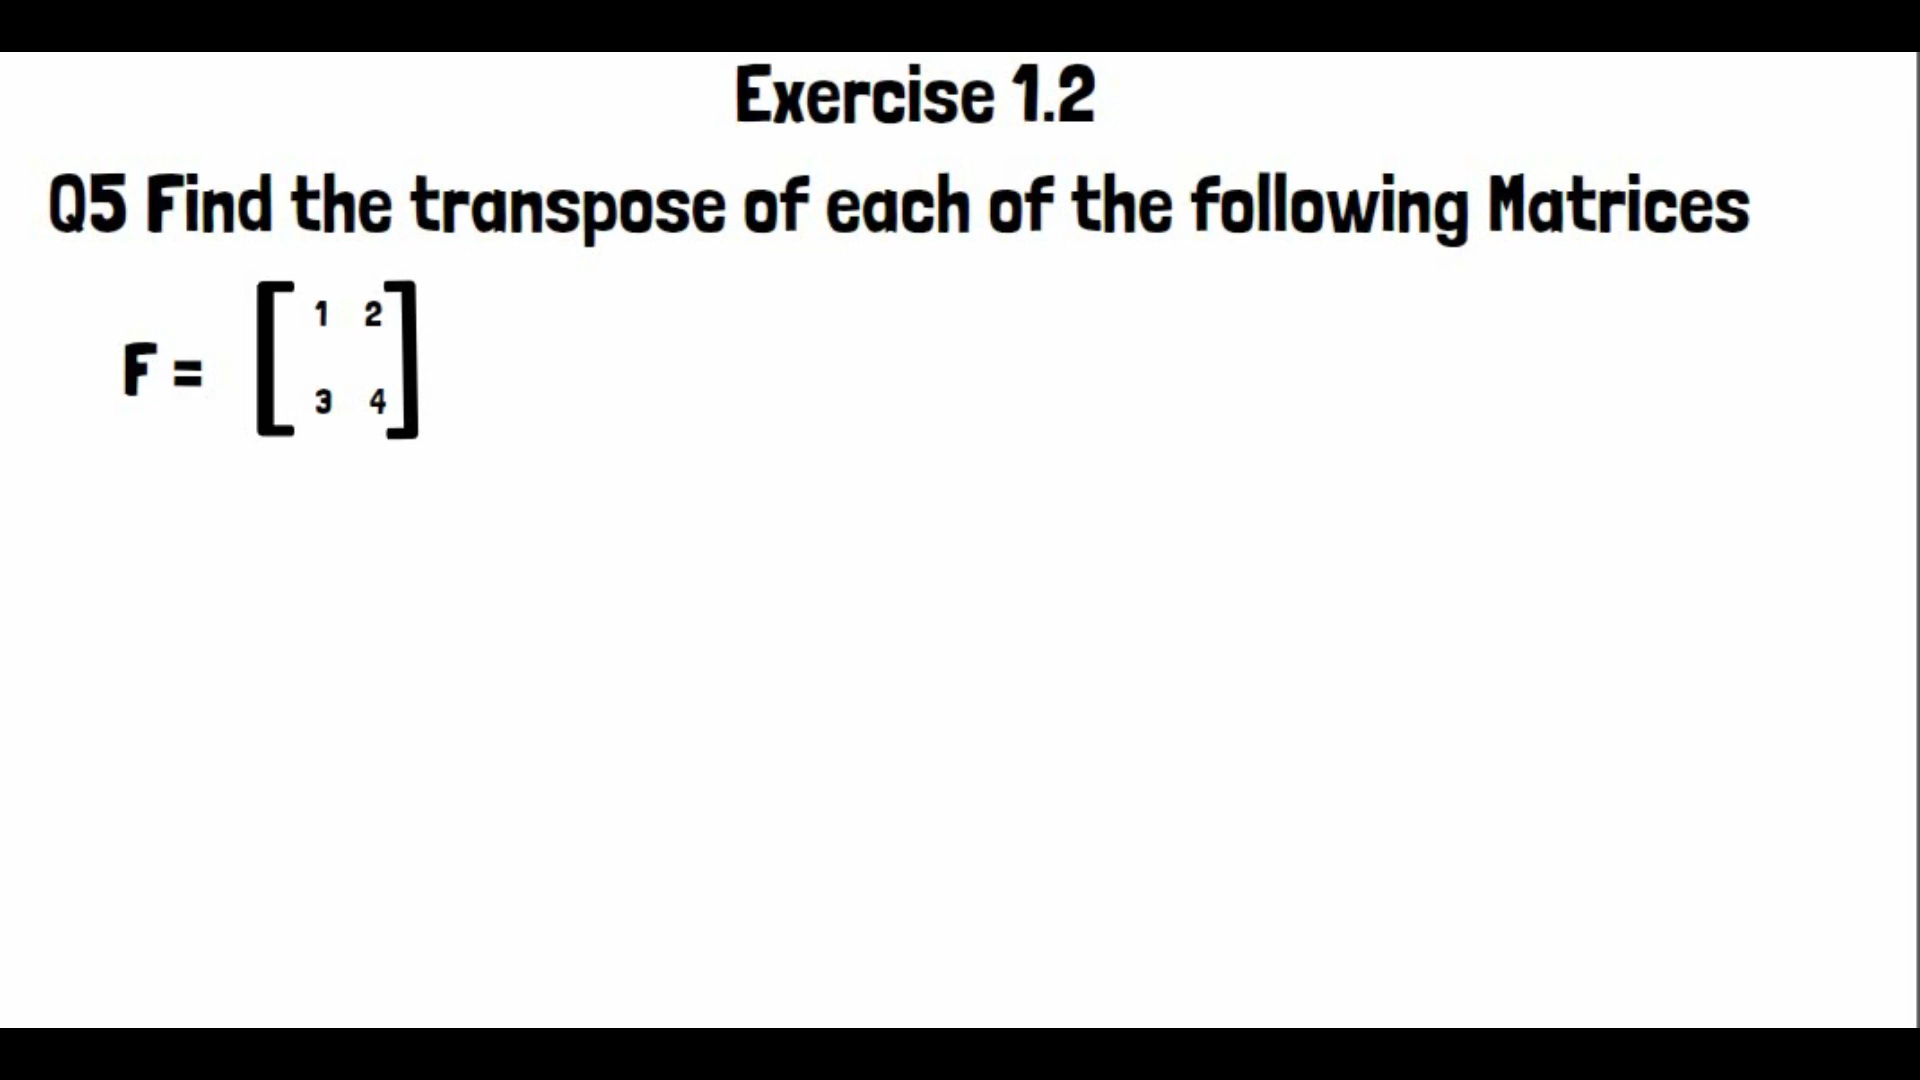 Exercise 1.2
Q5 Find the transpose of each of the following Matrices
1 2
F =
3 4